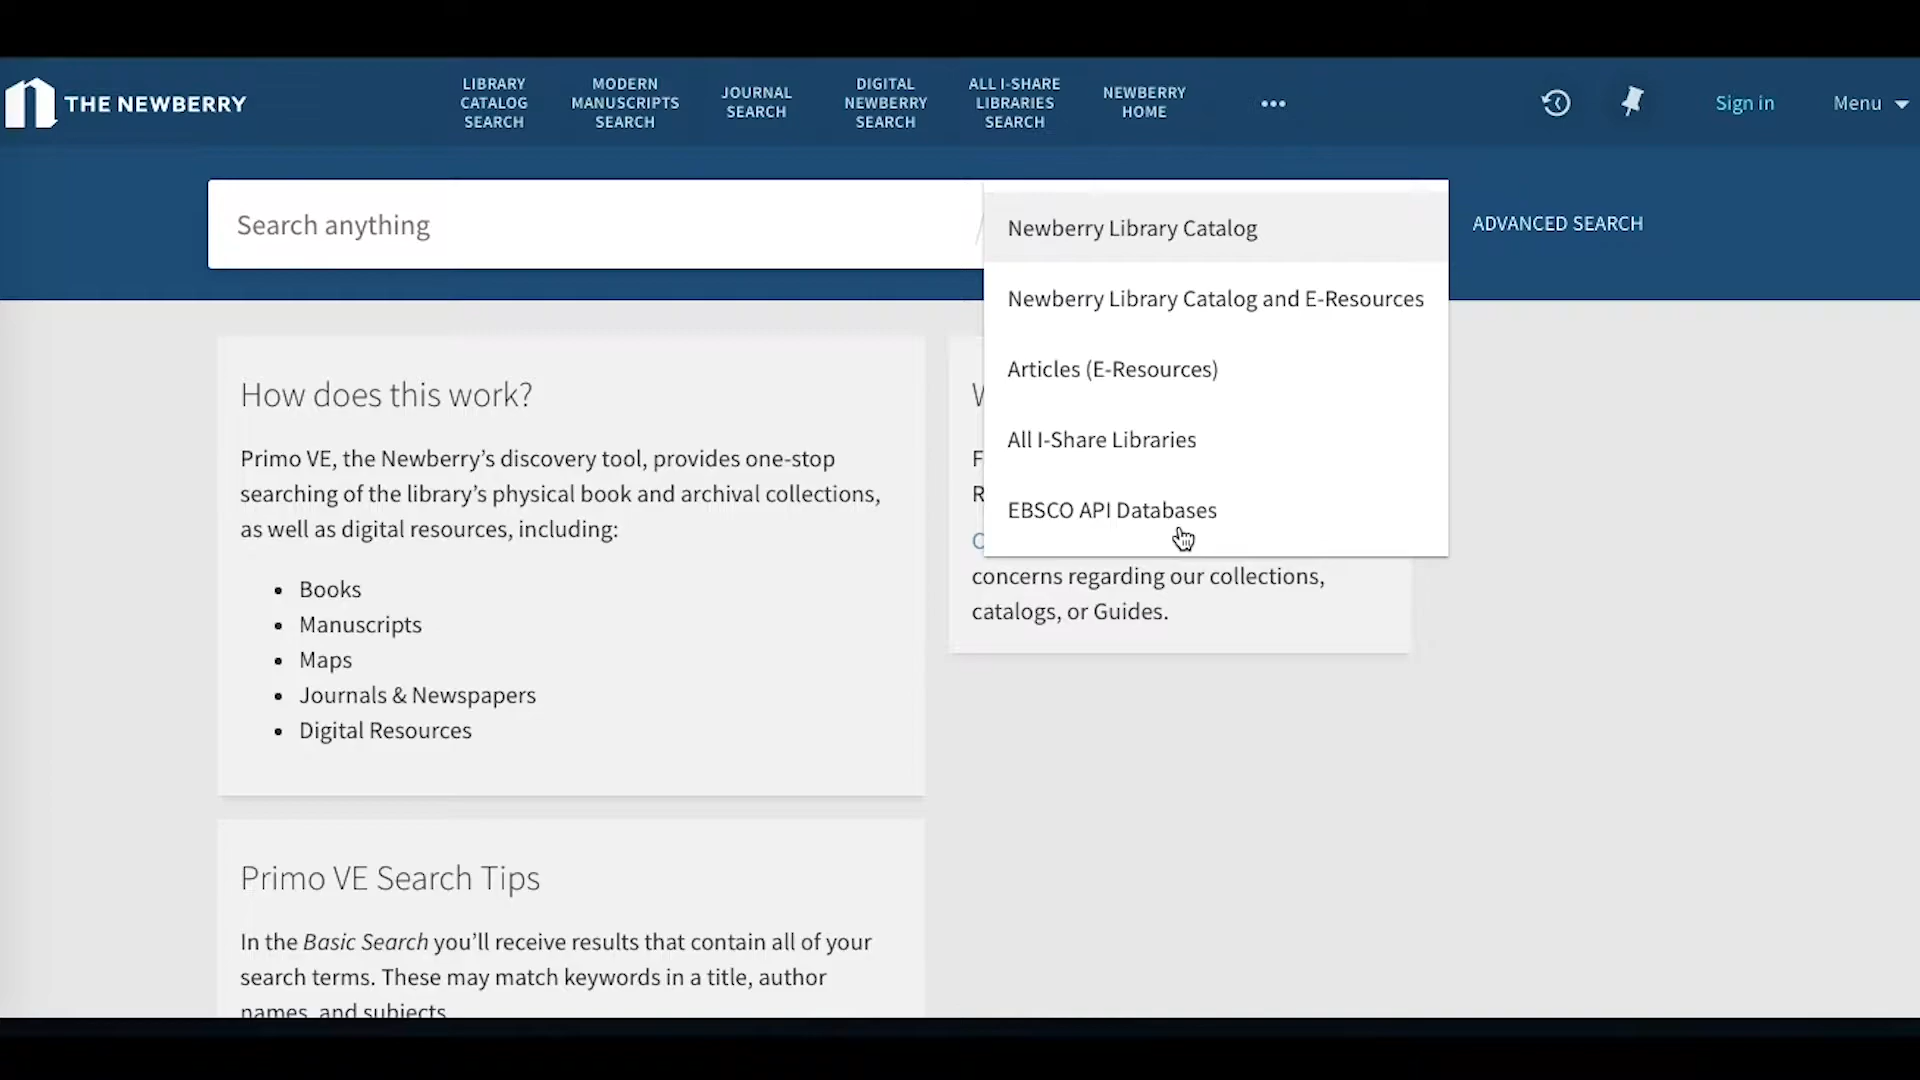 THE NEWBERRY
LIBRARY
CATALOG
SEARCH
MODERN
MANUSCRIPTS
SEARCH
JOURNAL
SEARCH
DIGITAL
NEWBERRY
SEARCH
ALL I-SHARE
LIBRARIES
SEARCH
NEWBERRY
HOME
Sign in
Menu
Search anything
Newberry Library Catalog
Newberry Library Catalog and E-Resources
Articles (E-Resources)
All I-Share Libraries
EBSCO API Databases
ADVANCED SEARCH
How does this work?
Primo VE, the Newberry's discovery tool, provides one-stop
searching of the library's physical book and archival collections,
as well as digital resources, including:
• Books
• Manuscripts
• Maps
• Journals & Newspapers
• Digital Resources
concerns regarding our collections,
catalogs, or Guides.
Primo VE Search Tips
In the Basic Search you'll receive results that contain all of your
search terms. These may match keywords in a title, author
names, and subjects.